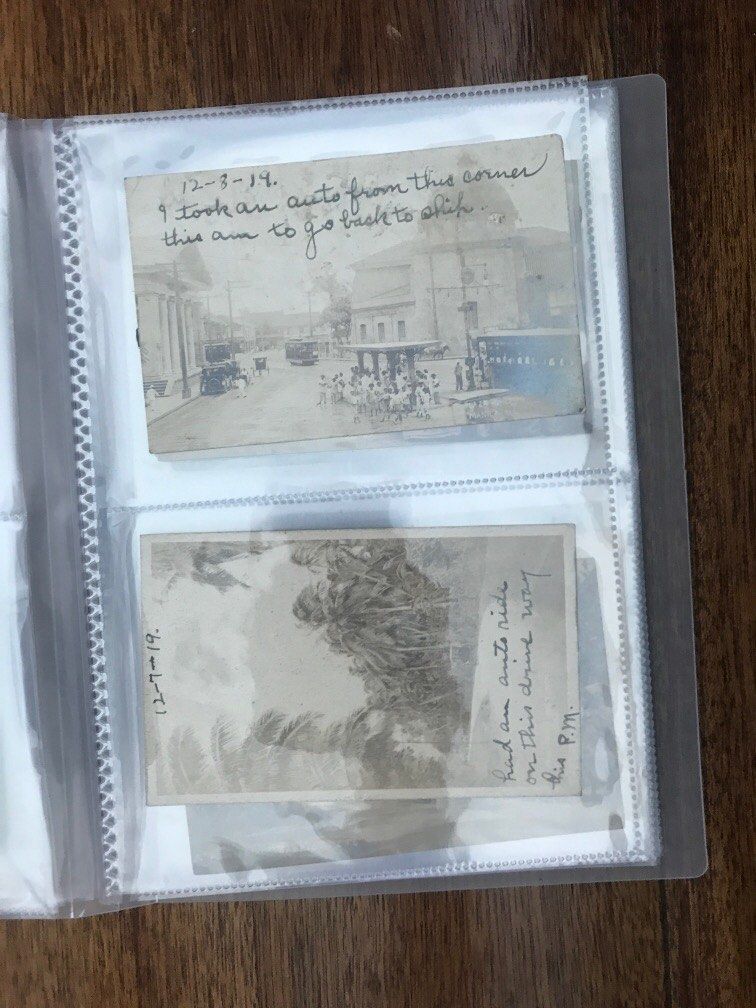 12-8-19.
I took an auto from this corner
this am to go back to ship.
12-7-19.
had an auto ride
on this drive way
this P.M.